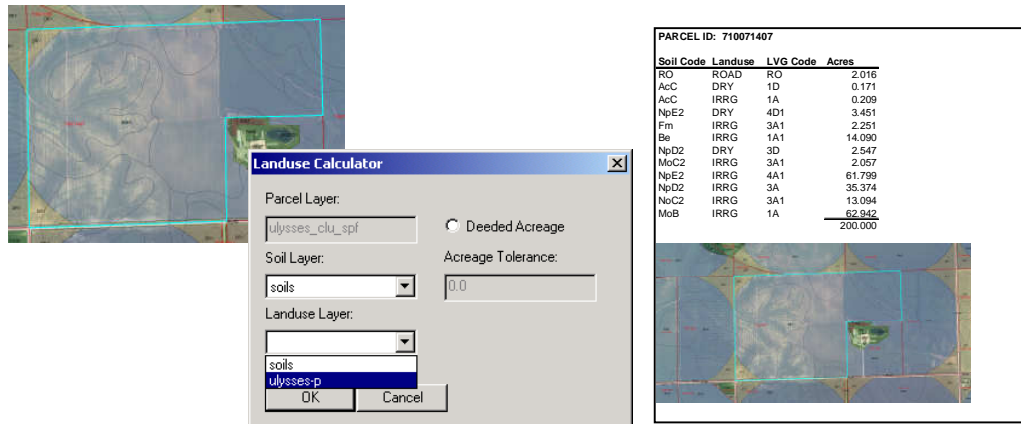 Landuse Calculator
Parcel Layer:
ulysses_clu_spf
Deeded Acreage
Soil Layer:
Acreage Tolerance:
soils
0.0
Landuse Layer:
soils
ulysses-p
OK Cancel
PARCEL ID: 710071407
Soil Code Landuse LVG Code Acres
RO ROAD RO 2.016
AcC DRY 1D 0.171
AcC IRRG 1A 0.209
NpE2 DRY 4D1 3.451
Fm IRRG 3A1 2.251
Be IRRG 1A1 14.090
NpD2 DRY 3D 2.547
MoC2 IRRG 3A1 2.057
NpE2 IRRG 4A1 61.799
NpD2 IRRG 3A 35.374
NoC2 IRRG 3A1 13.094
MoB IRRG 1A 62.942
200.000